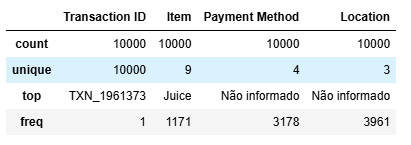 Transaction ID Item Payment Method Location
count 10000 10000 10000 10000
unique 10000 9 4 3
top TXN_1961373 Juice Não informado Não informado
freq 1 1171 3178 3961